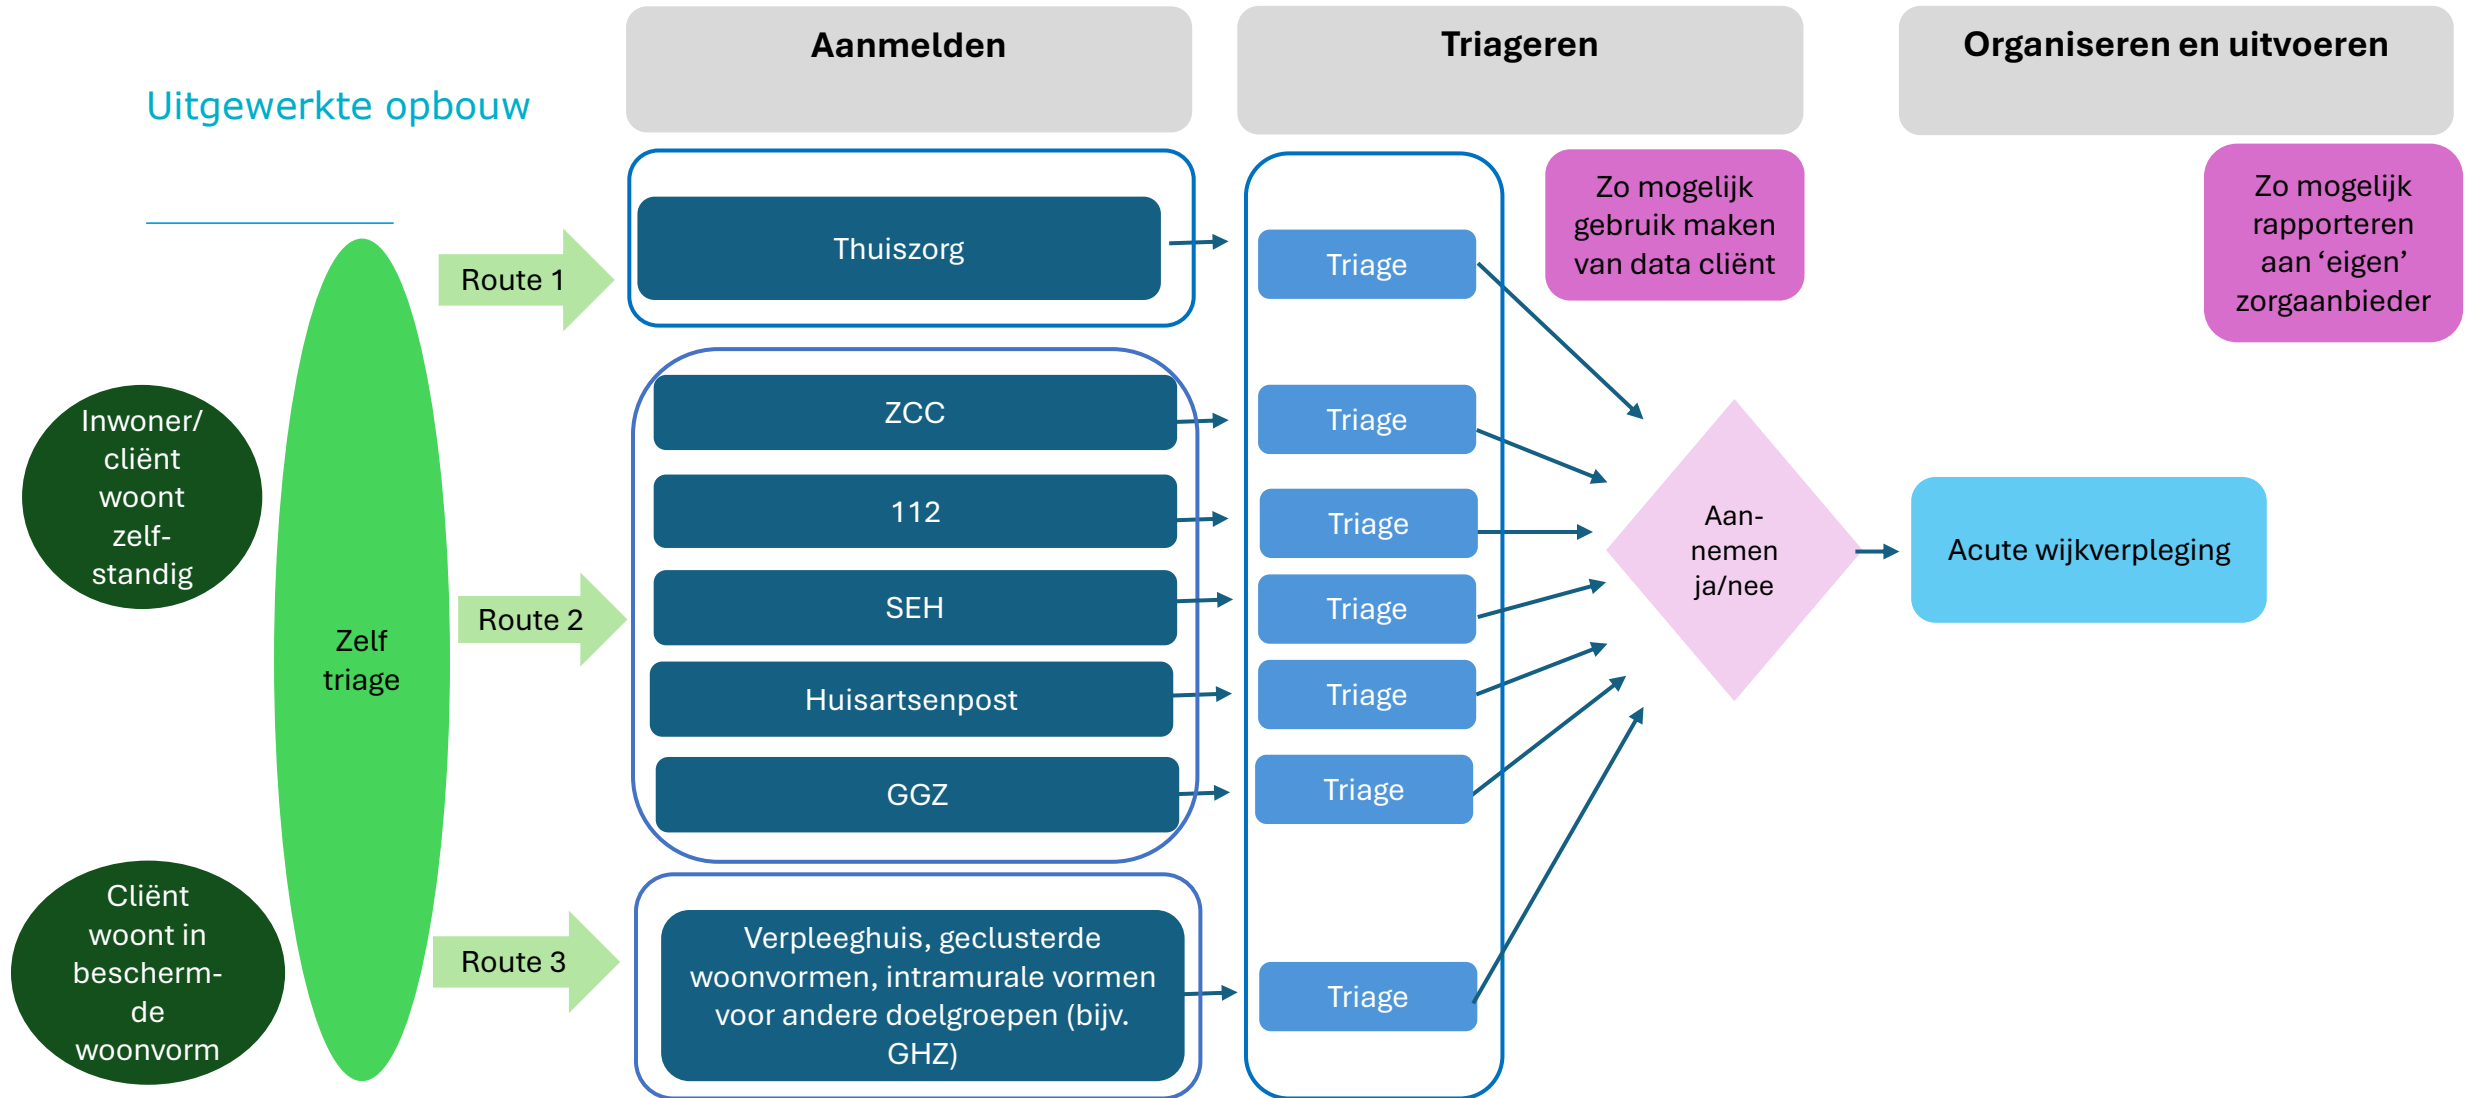 Uitgewerkte opbouw
Aanmelden
Triageren
Organiseren en uitvoeren
Inwoner/
cliënt
woont
zelf-
standig
Cliënt
woont in
bescherm-
de
woonvorm
Zelf
triage
Route 1
Route 2
Route 3
Thuiszorg
ZCC
112
SEH
Huisartsenpost
GGZ
Verpleeghuis, geclusterde
woonvormen, intramurale vormen
voor andere doelgroepen (bijv.
GHZ)
Triage
Triage
Triage
Triage
Triage
Triage
Triage
Zo mogelijk
gebruik maken
van data cliënt
Aan-
nemen
ja/nee
Acute wijkverpleging
Zo mogelijk
rapporteren
aan ‘eigen’
zorgaanbieder